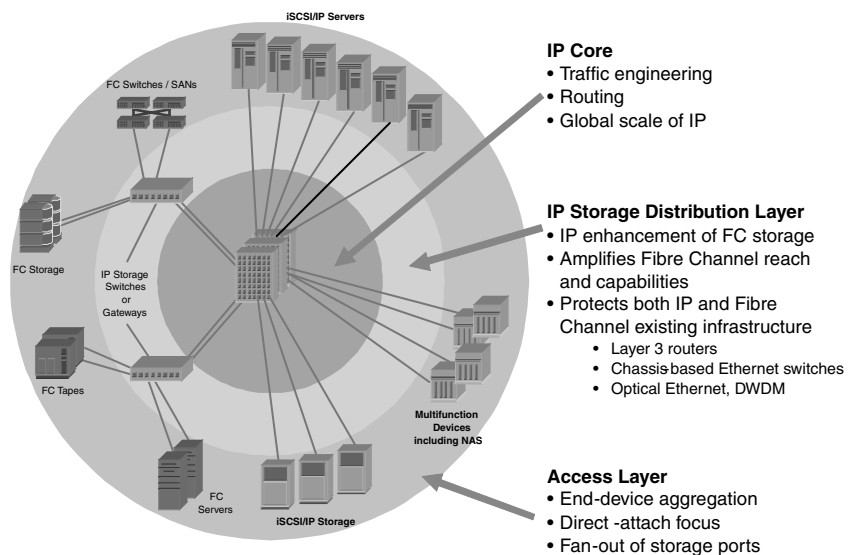 iSCSI/IP Servers
FC Switches / SANs
FC Storage
IP Storage
Switches
or
Gateways
FC Tapes
FC
Servers
iSCSI/IP Storage
Multifunction
Devices
including NAS
IP Core
• Traffic engineering
• Routing
• Global scale of IP
IP Storage Distribution Layer
• IP enhancement of FC storage
• Amplifies Fibre Channel reach
and capabilities
• Protects both IP and Fibre
Channel existing infrastructure
• Layer 3 routers
• Chassis-based Ethernet switches
• Optical Ethernet, DWDM
Access Layer
• End-device aggregation
• Direct -attach focus
• Fan-out of storage ports